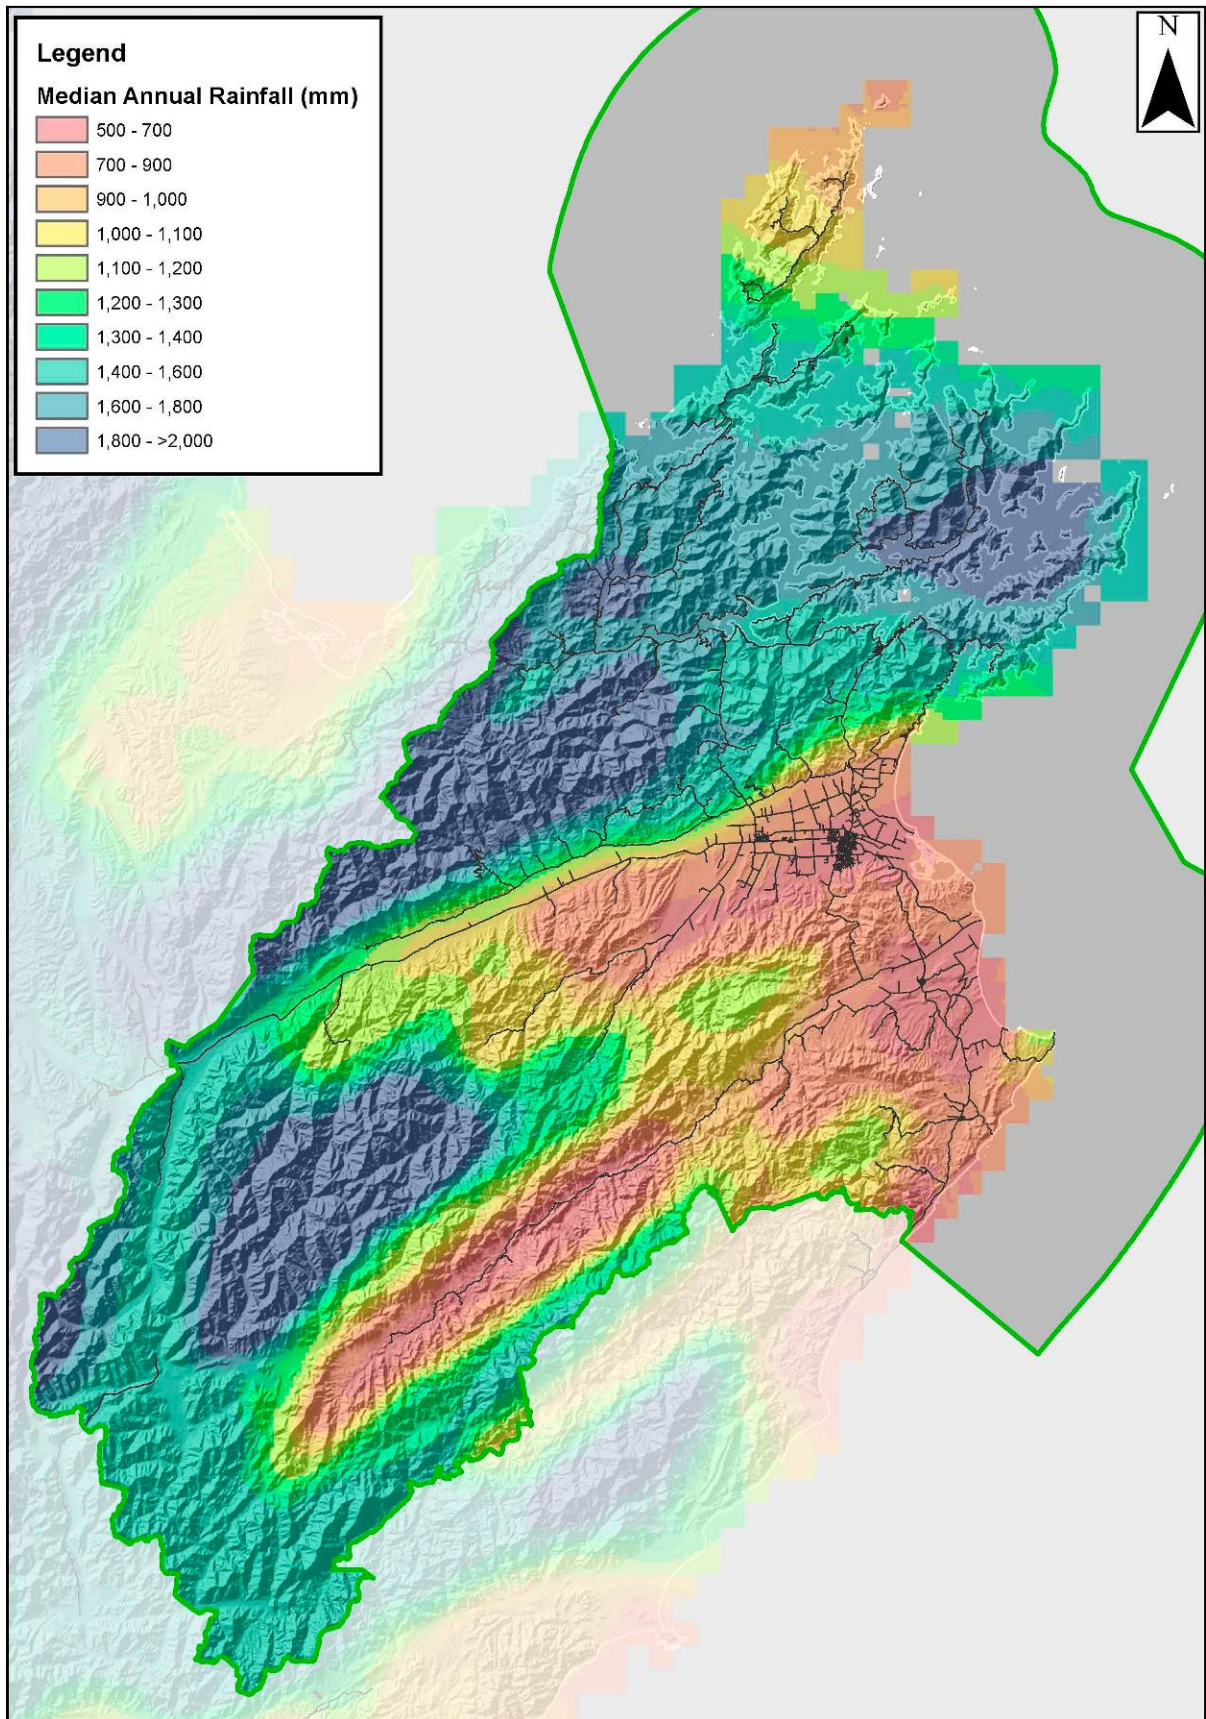 Legend
Median Annual Rainfall (mm)
500 - 700
700 - 900
900 - 1,000
1,000 - 1,100
1,100 - 1,200
1,200 - 1,300
1,300 - 1,400
1,400 - 1,600
1,600 - 1,800
1,800 - >2,000
N